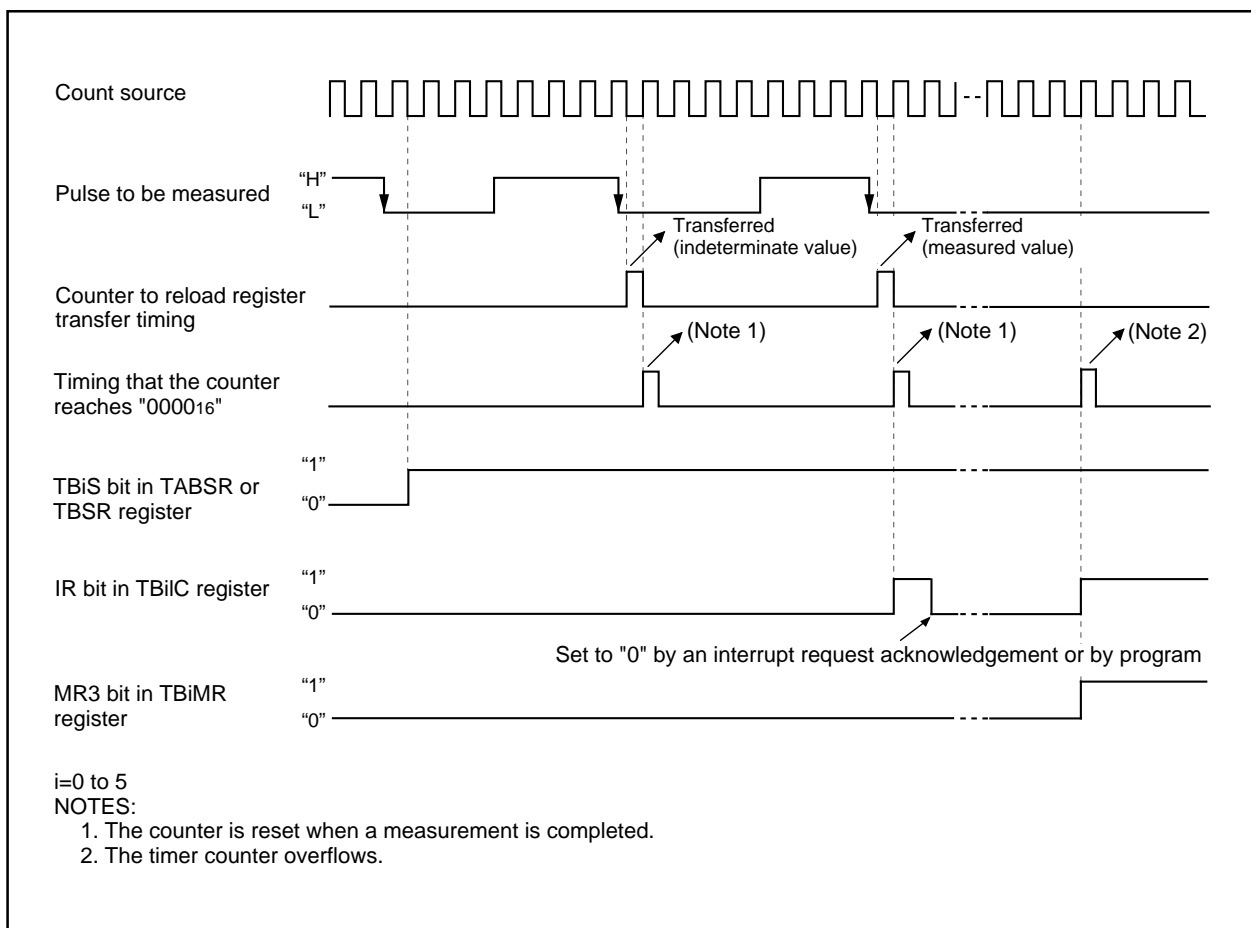 Count source
Pulse to be measured
“H”
“L”
Transferred
(indeterminate value)
Transferred
(measured value)
Counter to reload register
transfer timing
(Note 1)
(Note 1)
(Note 2)
Timing that the counter
reaches "000016"
TBiS bit in TABSR or
TBSR register
“1”
“0”
IR bit in TBiIC register
“1”
“0”
Set to "0" by an interrupt request acknowledgement or by program
MR3 bit in TBiMR
register
“1”
“0”
i=0 to 5
NOTES:
1. The counter is reset when a measurement is completed.
2. The timer counter overflows.